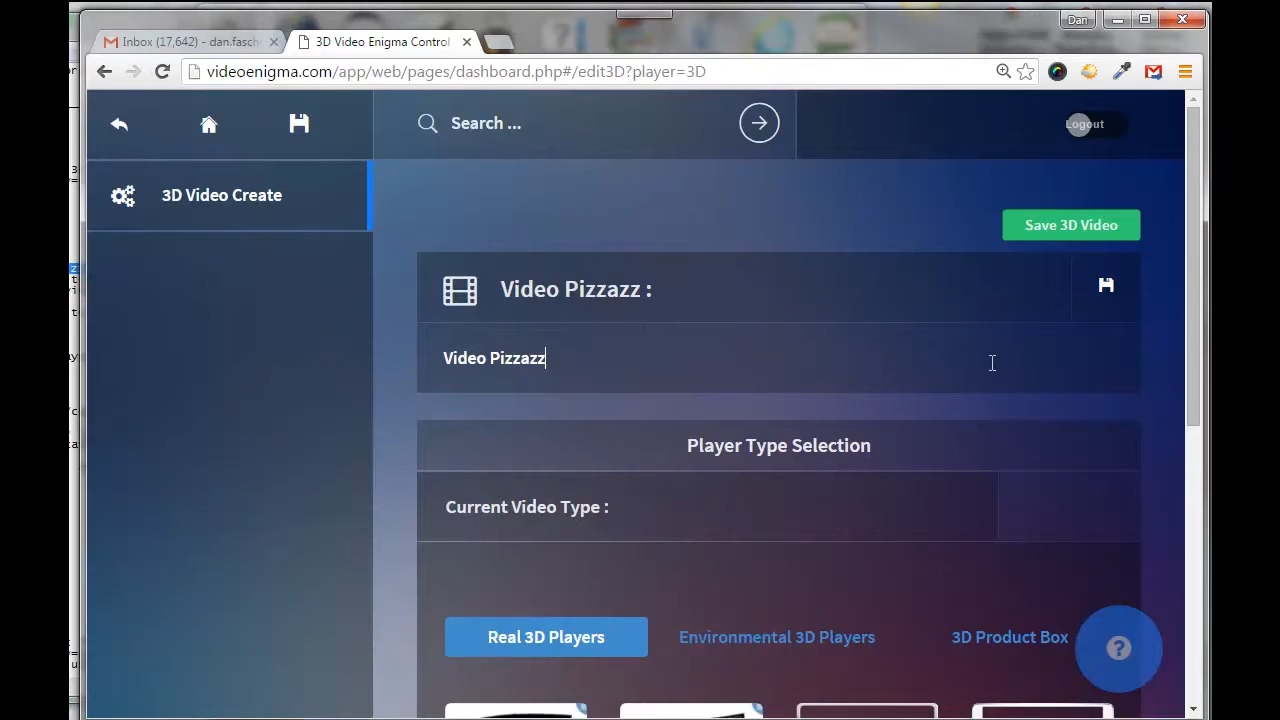 Dan
Inbox (17,642) - dan.fasche
3D Video Enigma Control
videoenigma.com/app/web/pages/dashboard.php#/edit3D?player=3D
Search ...
Logout
3D Video Create
Save 3D Video
Video Pizzazz :
Video Pizzazz
Player Type Selection
Current Video Type :
Real 3D Players
Environmental 3D Players
3D Product Box
?